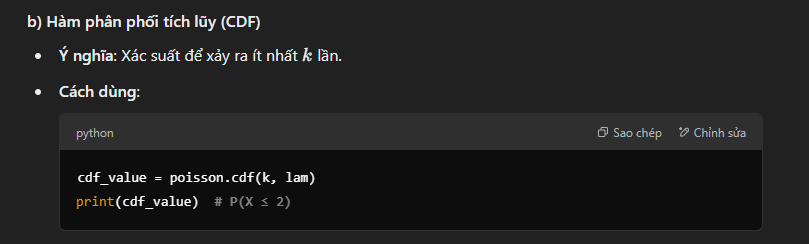 b) Hàm phân phối tích lũy (CDF)
Ý nghĩa: Xác suất để xảy ra ít nhất k lần.
Cách dùng:
python
Sao chép
Chỉnh sửa
cdf_value = poisson.cdf(k, lam)
print(cdf_value)  # P(X ≤ 2)